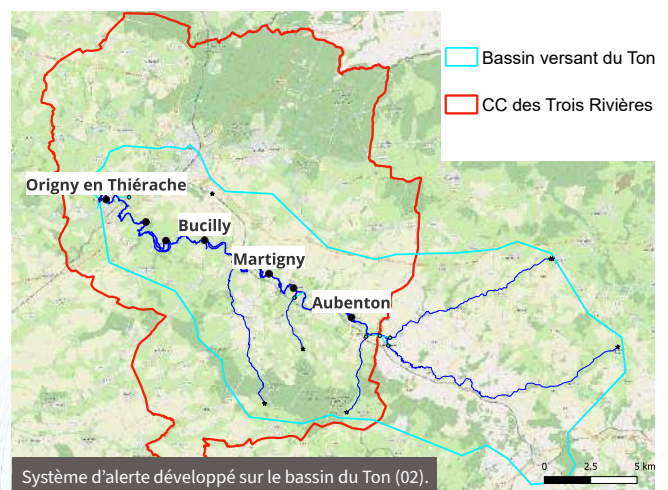 Bassin versant du Ton
CC des Trois Rivières
Origny en Thiérache
Bucilly
Martigny
Aubenton
Système d'alerte développé sur le bassin du Ton (02).
0 2.5 5 km